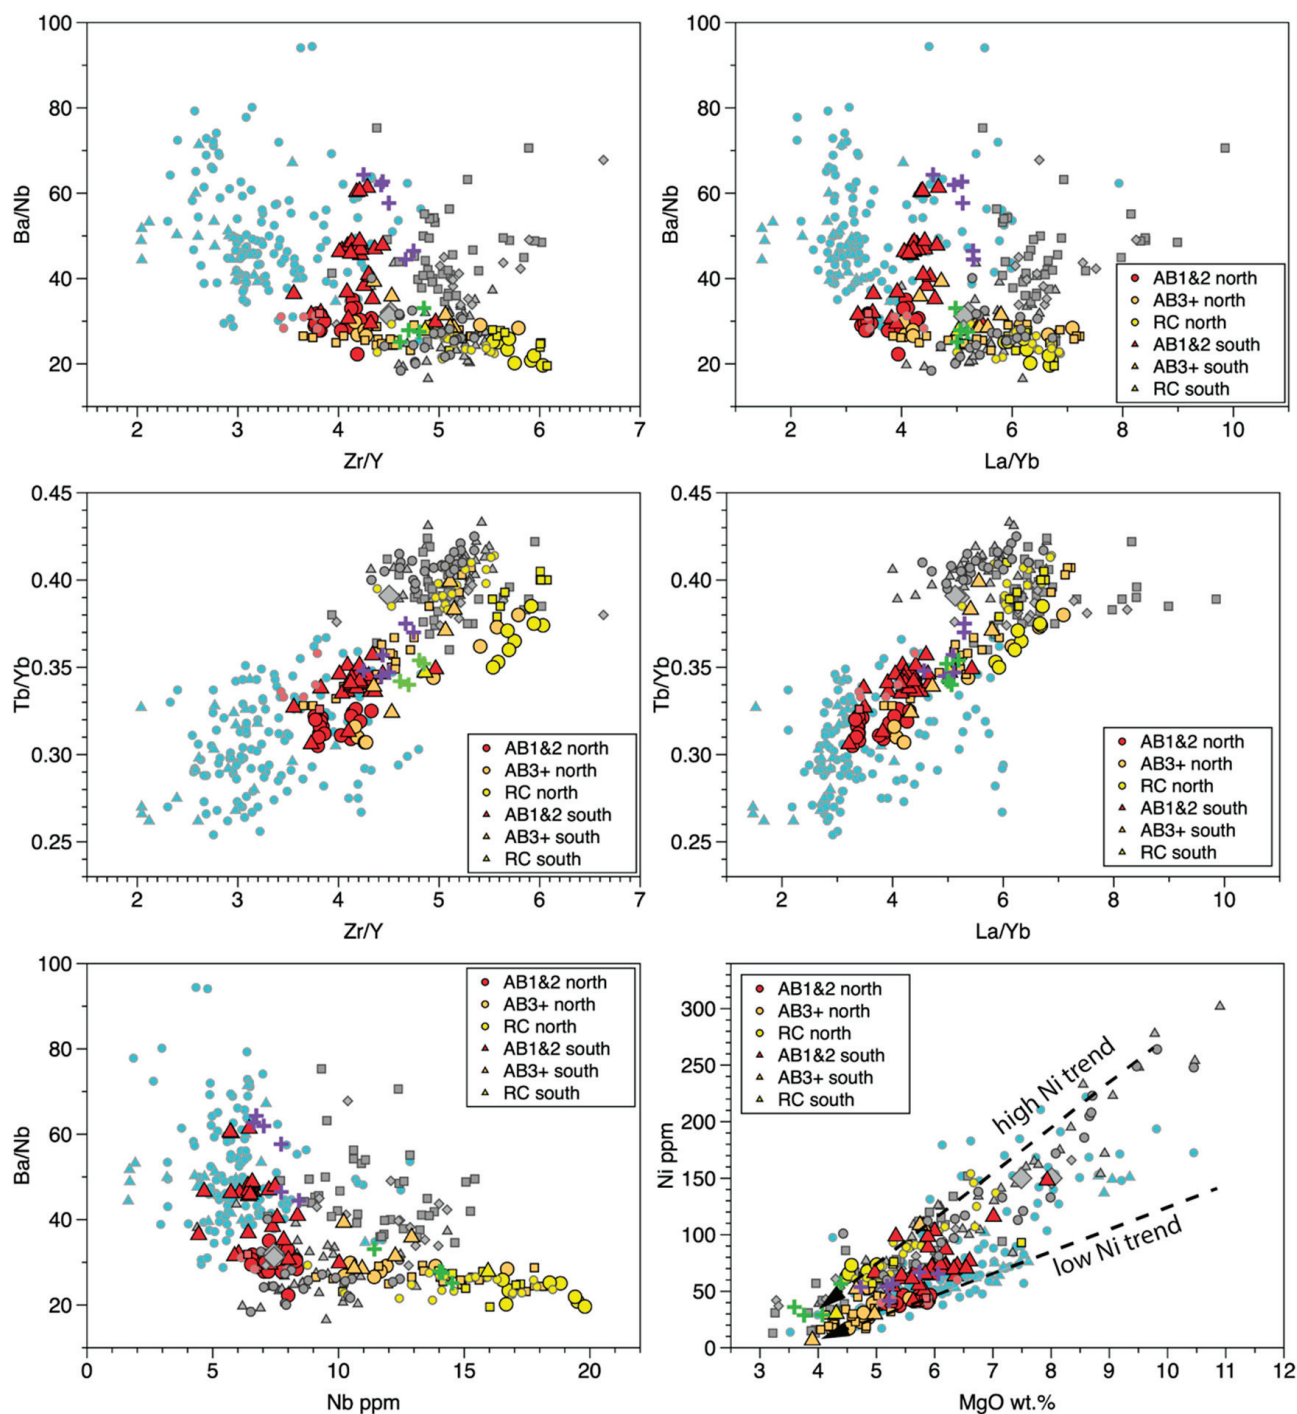 100
80
60
40
20
Ba/Nb
2
3
4
5
6
7
Zr/Y
100
80
60
40
20
Ba/Nb
2
4
6
8
10
La/Yb
AB1&2 north
AB3+ north
RC north
AB1&2 south
AB3+ south
RC south
0.45
0.40
0.35
0.30
0.25
Tb/Yb
2
3
4
5
6
7
Zr/Y
AB1&2 north
AB3+ north
RC north
AB1&2 south
AB3+ south
RC south
0.45
0.40
0.35
0.30
0.25
Tb/Yb
2
4
6
8
10
La/Yb
AB1&2 north
AB3+ north
RC north
AB1&2 south
AB3+ south
RC south
100
80
60
40
20
Ba/Nb
0
5
10
15
20
Nb ppm
AB1&2 north
AB3+ north
RC north
AB1&2 south
AB3+ south
RC south
300
250
200
150
100
50
0
Ni ppm
3
4
5
6
7
8
9
10
11
12
MgO wt.%
AB1&2 north
AB3+ north
RC north
AB1&2 south
AB3+ south
RC south
high Ni trend
low Ni trend